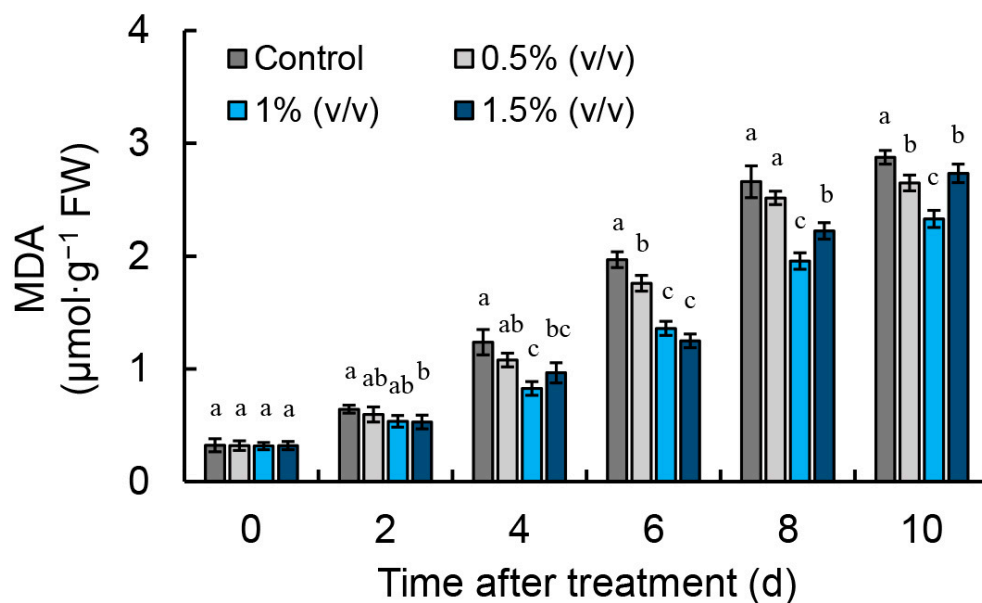 4
Control 0.5% (v/v)
1% (v/v) 1.5% (v/v)
3
2
1
0
MDA
(μmol·g⁻¹ FW)
a a a a
a ab ab b
a ab c bc
a b c c
a a c b
a b c b
0 2 4 6 8 10
Time after treatment (d)